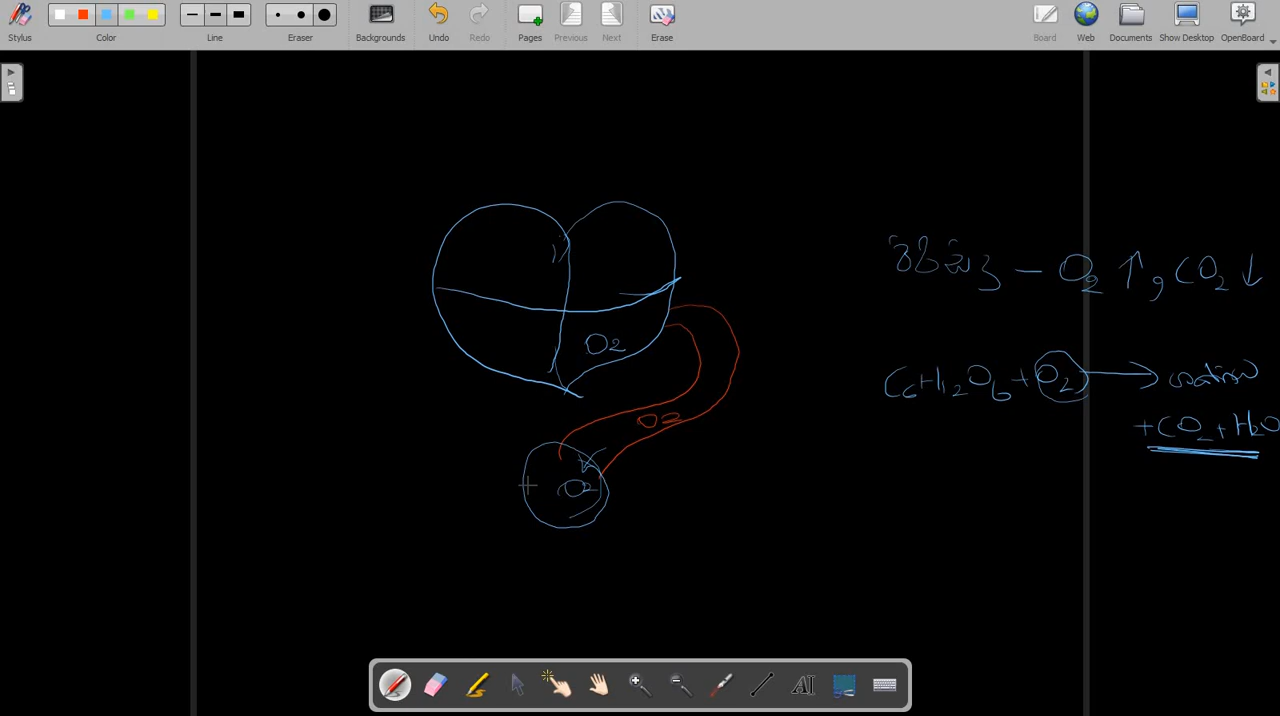 Stylus
Color
Line
Eraser
Backgrounds
Undo
Redo
Pages
Previous
Next
Erase
Board
Web
Documents
Show Desktop
OpenBoard
– O2 ↑, CO2 ↓
O2
C6H12O6 + O2 →
+ CO2 + H2O
O2
O2
AI